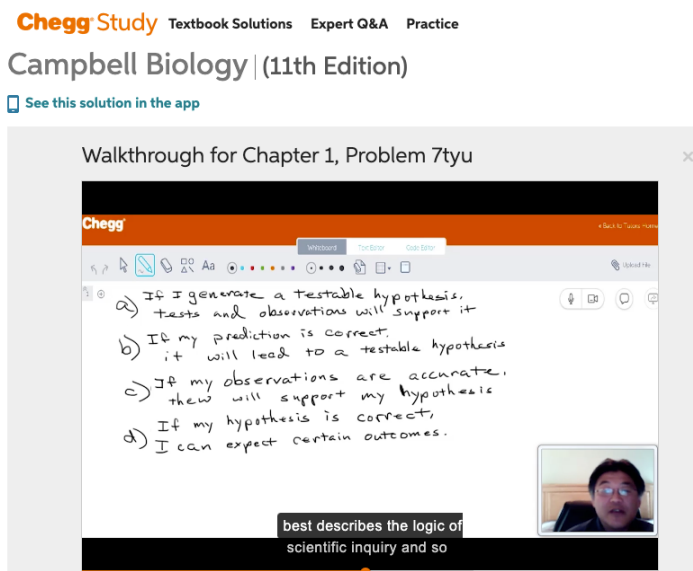 Chegg Study Textbook Solutions Expert Q&A Practice
Campbell Biology | (11th Edition)
See this solution in the app
Walkthrough for Chapter 1, Problem 7tyu
Chegg
Whiteboard Text Editor Code Editor
Aa
Upload File
a) If I generate a testable hypothesis,
tests and observations will support it
b) If my prediction is correct,
it will lead to a testable hypothesis
c) If my observations are accurate,
thew will support my hypothesis
d) If my hypothesis is correct,
I can expect certain outcomes.
best describes the logic of
scientific inquiry and so